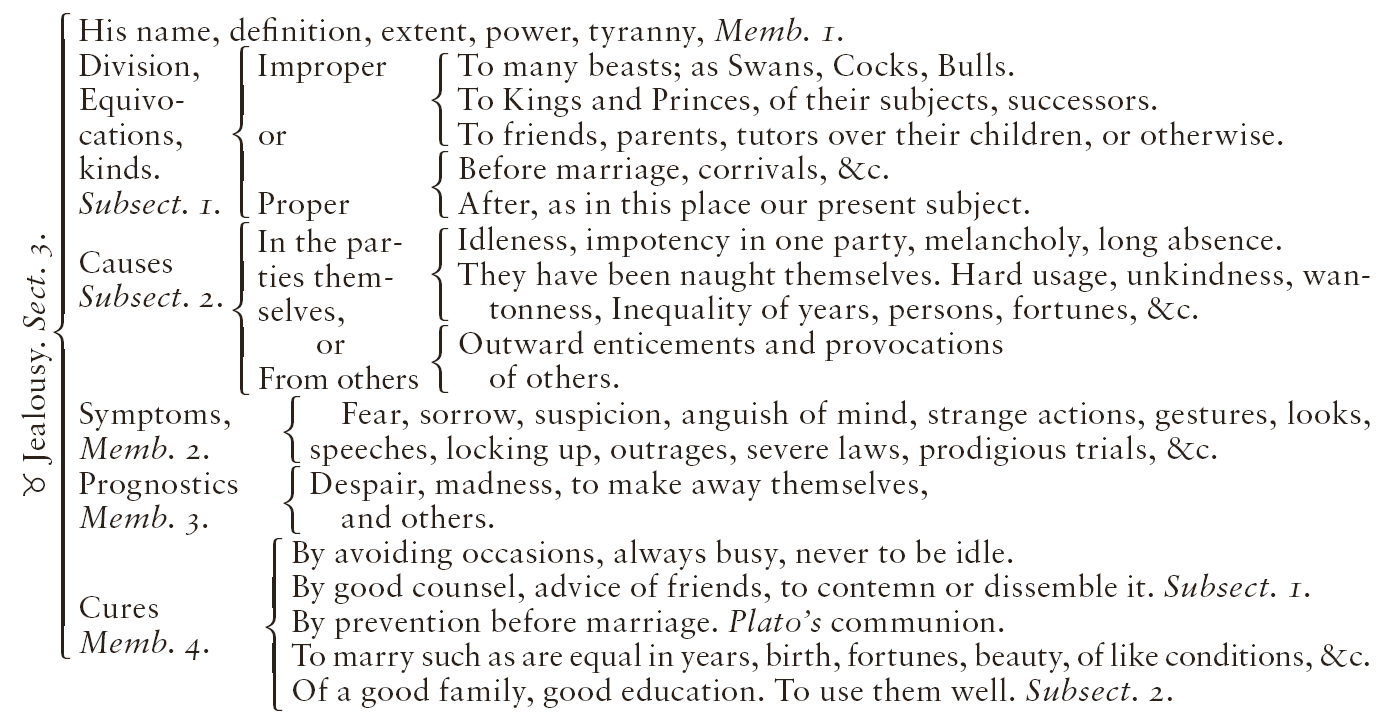 ♉ Jealousy. Sect. 3.
His name, definition, extent, power, tyranny, Memb. 1.
Division,
Equivo-
cations,
kinds.
Subsect. 1.
Improper
or
Proper
To many beasts; as Swans, Cocks, Bulls.
To Kings and Princes, of their subjects, successors.
To friends, parents, tutors over their children, or otherwise.
Before marriage, corrivals, &c.
After, as in this place our present subject.
Causes
Subsect. 2.
In the par-
ties them-
selves,
or
From others
Idleness, impotency in one party, melancholy, long absence.
They have been naught themselves. Hard usage, unkindness, wan-
tonness, Inequality of years, persons, fortunes, &c.
Outward enticements and provocations
of others.
Symptoms,
Memb. 2.
Fear, sorrow, suspicion, anguish of mind, strange actions, gestures, looks,
speeches, locking up, outrages, severe laws, prodigious trials, &c.
Prognostics
Memb. 3.
Despair, madness, to make away themselves,
and others.
Cures
Memb. 4.
By avoiding occasions, always busy, never to be idle.
By good counsel, advice of friends, to contemn or dissemble it. Subsect. 1.
By prevention before marriage. Plato's communion.
To marry such as are equal in years, birth, fortunes, beauty, of like conditions, &c.
Of a good family, good education. To use them well. Subsect. 2.